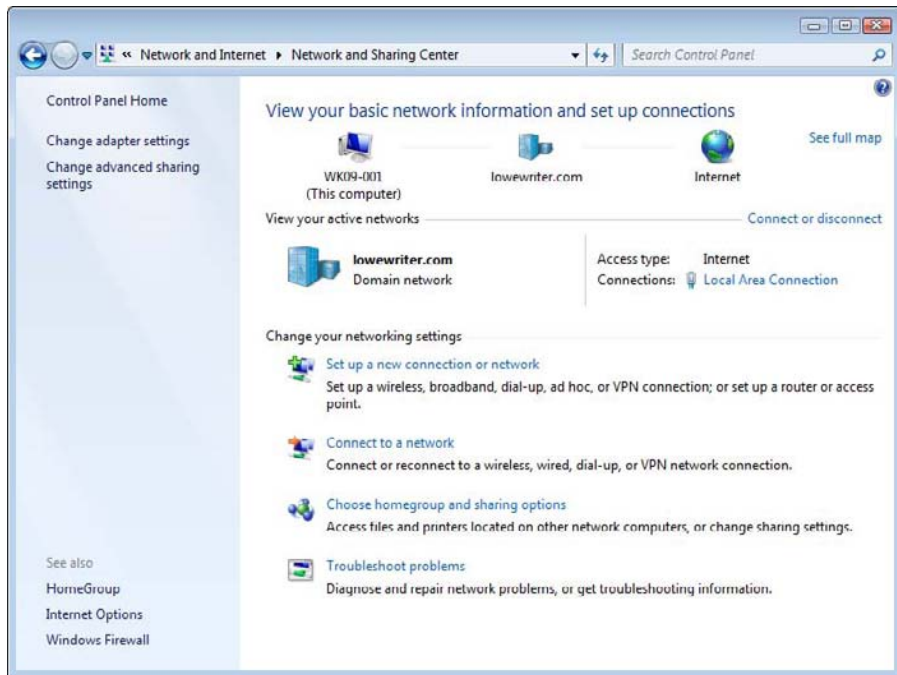 « Network and Internet ▸ Network and Sharing Center
Search Control Panel
Control Panel Home
Change adapter settings
Change advanced sharing
settings
See also
HomeGroup
Internet Options
Windows Firewall
View your basic network information and set up connections
See full map
WK09-001
(This computer)
lowewriter.com
Internet
View your active networks
Connect or disconnect
lowewriter.com
Domain network
Access type: Internet
Connections: Local Area Connection
Change your networking settings
Set up a new connection or network
Set up a wireless, broadband, dial-up, ad hoc, or VPN connection; or set up a router or access
point.
Connect to a network
Connect or reconnect to a wireless, wired, dial-up, or VPN network connection.
Choose homegroup and sharing options
Access files and printers located on other network computers, or change sharing settings.
Troubleshoot problems
Diagnose and repair network problems, or get troubleshooting information.